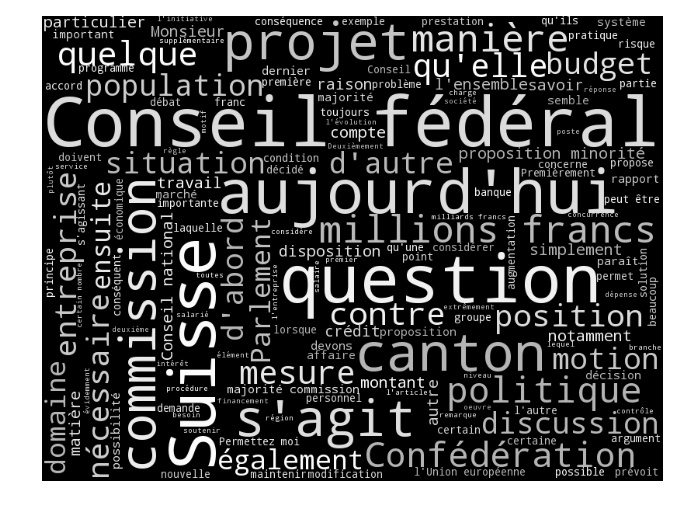 particulier l'initiative conséquence exemple prestation qu'ils système
important Monsieur projet manière pratique
supplémentaire risque
quelque qu'elle budget
programme dernier Conseil
accord population première raison problème l'ensemble savoir partie
débat franc majorité charge société réponse
motif toujours semble
Conseil fédéral
règle l'évolution compte poste
Deuxièmement
doivent situation condition d'autre proposition minorité
plutôt service décidé concerne propose
Premièrement rapport
travail aujourd'hui banque peut être
marché
importante
s'agissant économique laquelle considère milliards francs concurrence
entreprise ensuite commission Suisse d'abord millions francs
Conseil national Parlement disposition qu'une considérer augmentation simplement
principe conséquent toutes premier point paraît
certain nombre salarié l'entreprise salaire question permet solution
nécessaire extrêmement dépense beaucoup
deuxième lorsque contre groupe position
crédit proposition notamment
devons lequel branche
domaine intérêt élément affaire canton motion
évidemment procédure mesure niveau décision
matière possibilité majorité commission montant politique
demande financement personnel l'article autre
besoin s'agit oeuvre l'autre contrôle
soutenir région remarque discussion
Permettez moi certain certaine argument
également Confédération
nouvelle maintenir modification l'Union européenne possible prévoit